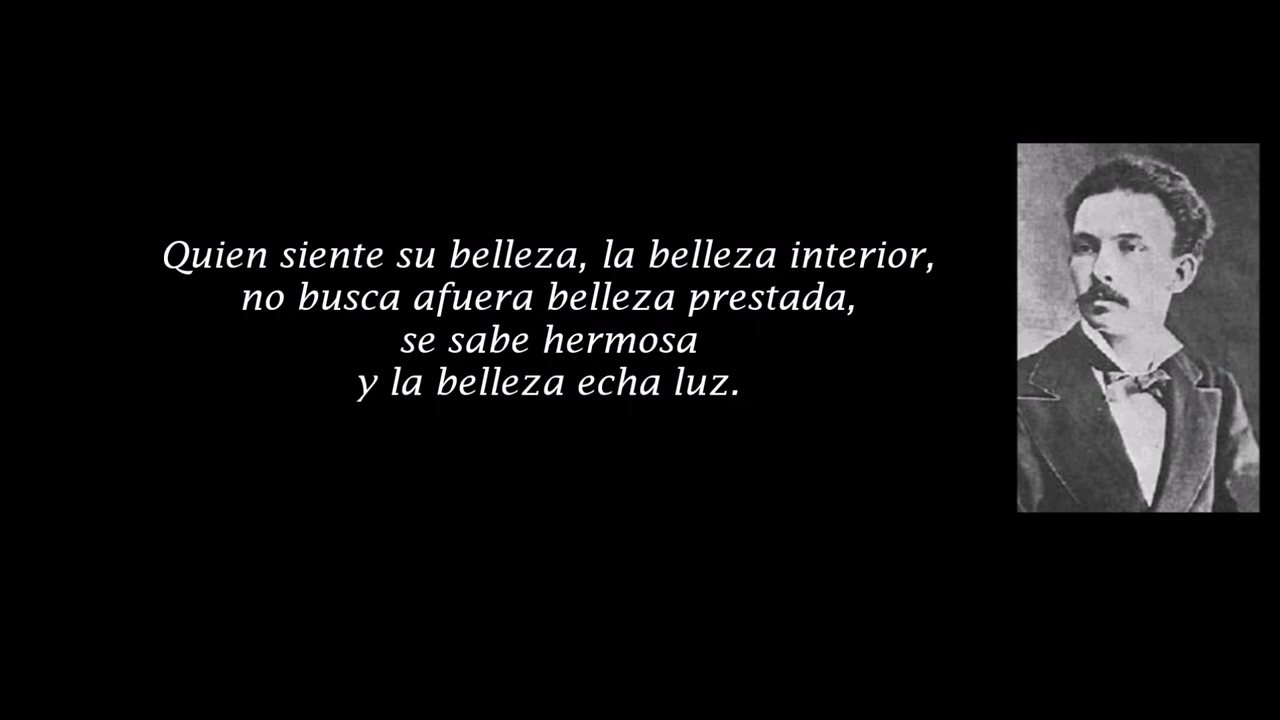 Quien siente su belleza, la belleza interior,
no busca afuera belleza prestada,
se sabe hermosa
y la belleza echa luz.